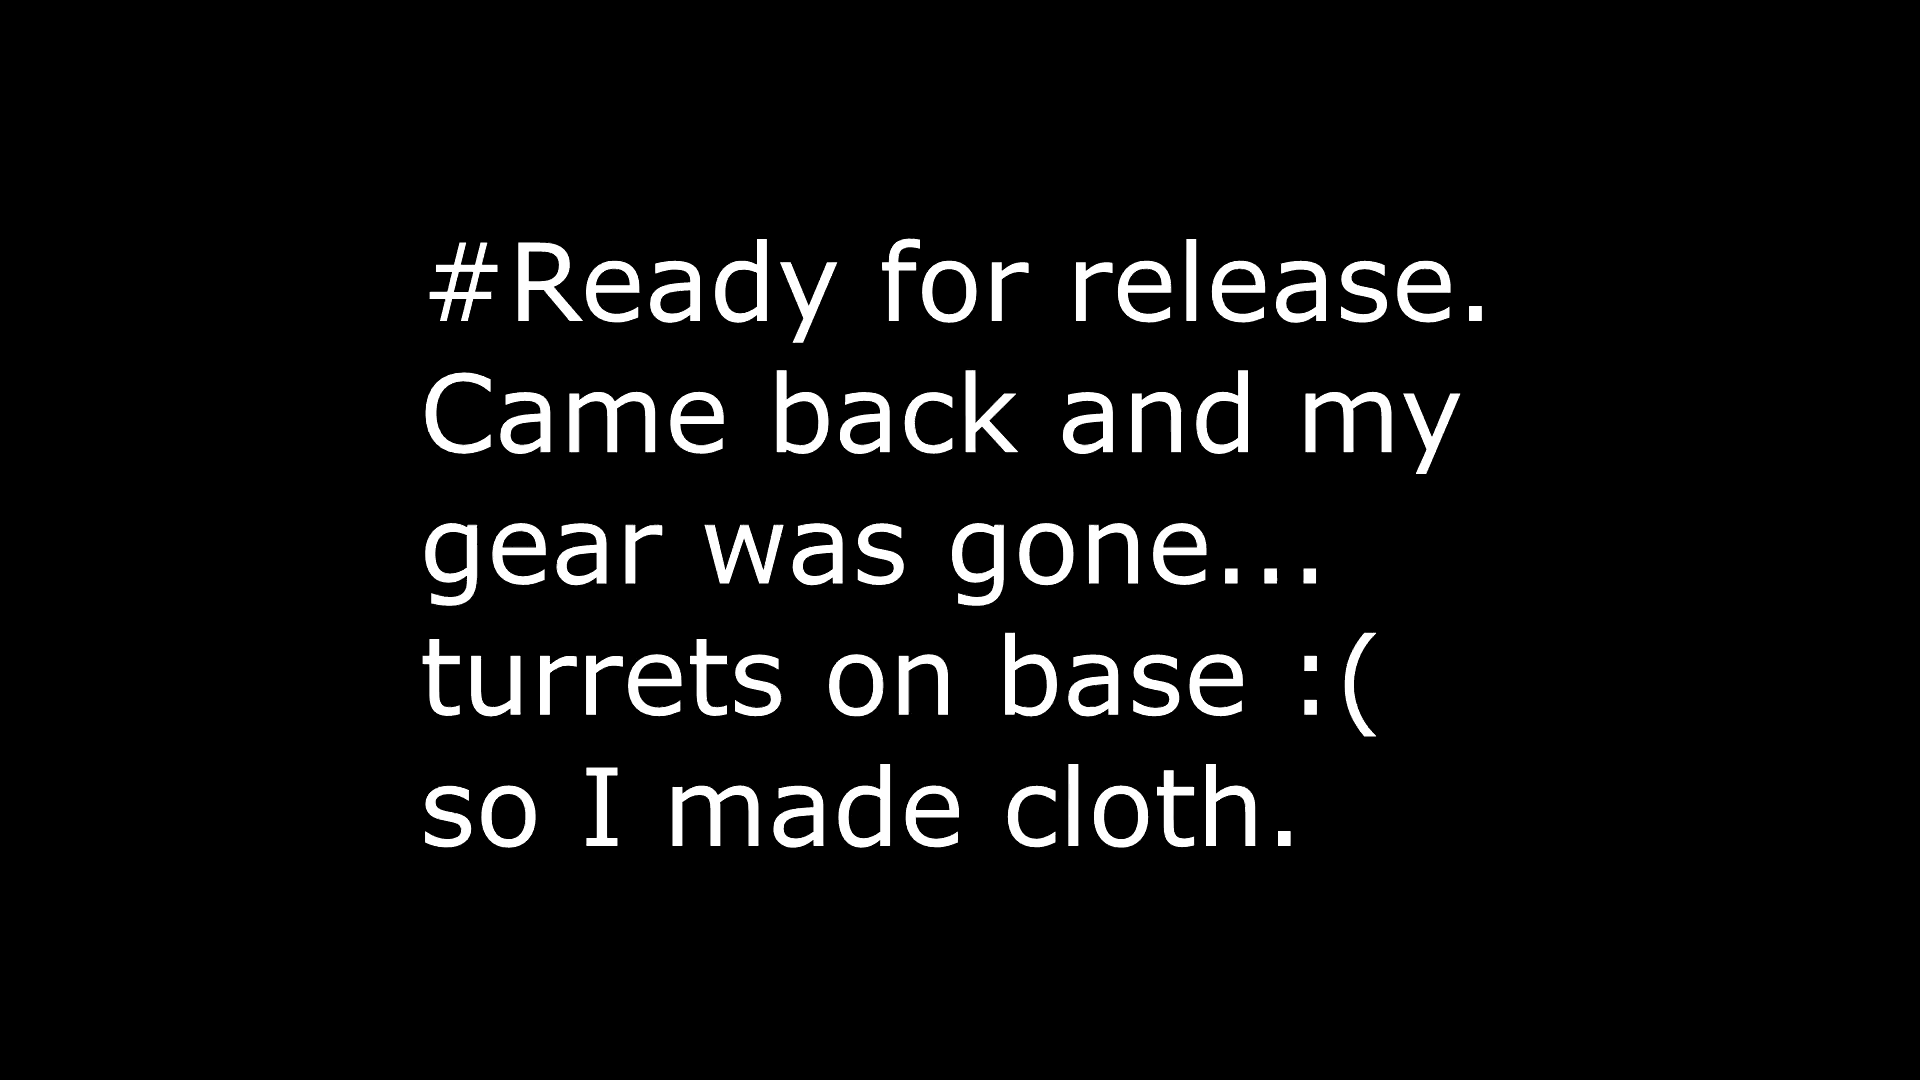 #Ready for release.
Came back and my
gear was gone...
turrets on base :(
so I made cloth.